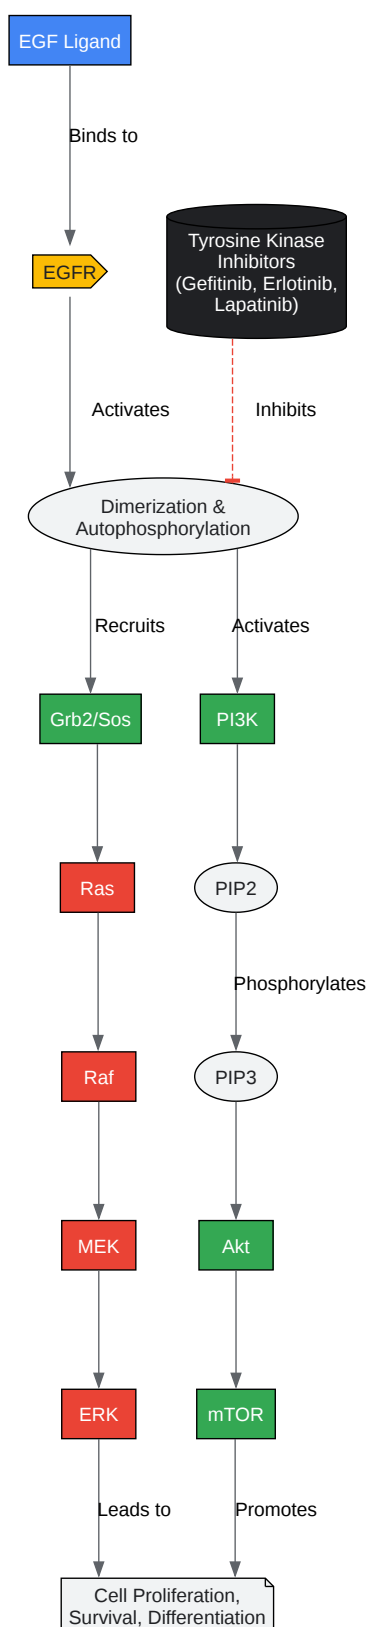 EGF Ligand
Binds to
EGFR
Tyrosine Kinase
Inhibitors
(Gefitinib, Erlotinib,
Lapatinib)
Activates
Inhibits
Dimerization &
Autophosphorylation
Recruits
Activates
Grb2/Sos
PI3K
Ras
PIP2
Phosphorylates
Raf
PIP3
MEK
Akt
ERK
mTOR
Leads to
Promotes
Cell Proliferation,
Survival, Differentiation